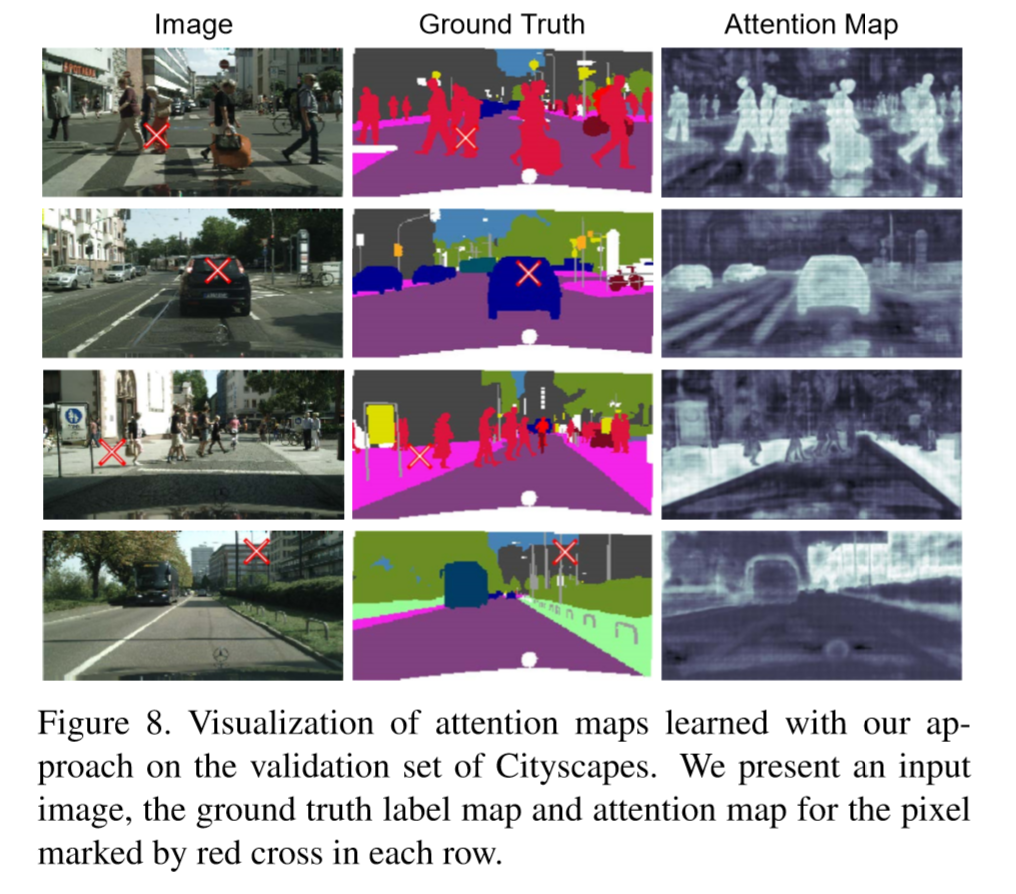 Image Ground Truth Attention Map
Figure 8. Visualization of attention maps learned with our ap-
proach on the validation set of Cityscapes. We present an input
image, the ground truth label map and attention map for the pixel
marked by red cross in each row.